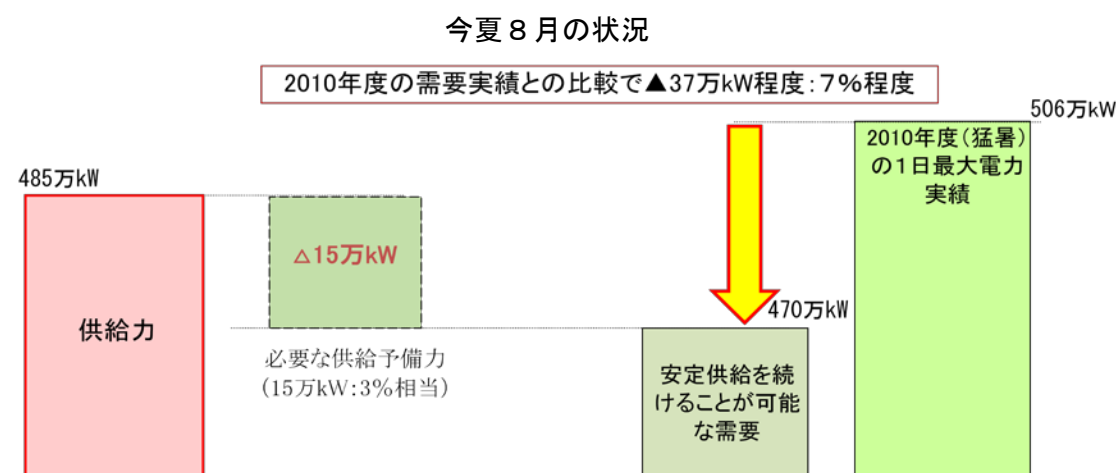 今夏８月の状況
2010年度の需要実績との比較で▲37万kW程度：7％程度
506万kW
2010年度（猛暑）
の１日最大電力
実績
485万kW
△15万kW
供給力
470万kW
必要な供給予備力
（15万kW：3％相当）
安定供給を続
けることが可能
な需要